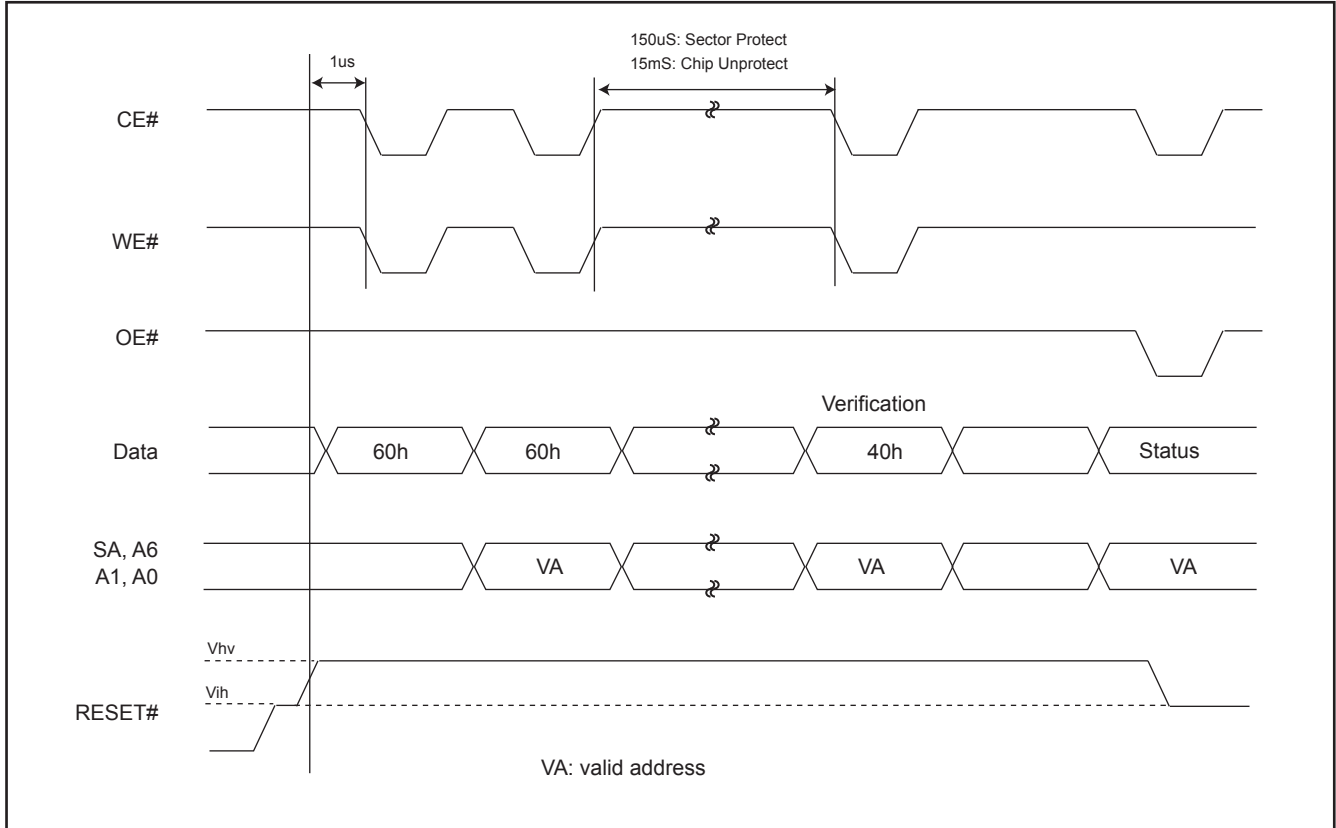 150uS: Sector Protect
15mS: Chip Unprotect
1us
CE#
WE#
OE#
Verification
Data
60h
60h
40h
Status
SA, A6
A1, A0
VA
VA
VA
Vhv
Vih
RESET#
VA: valid address